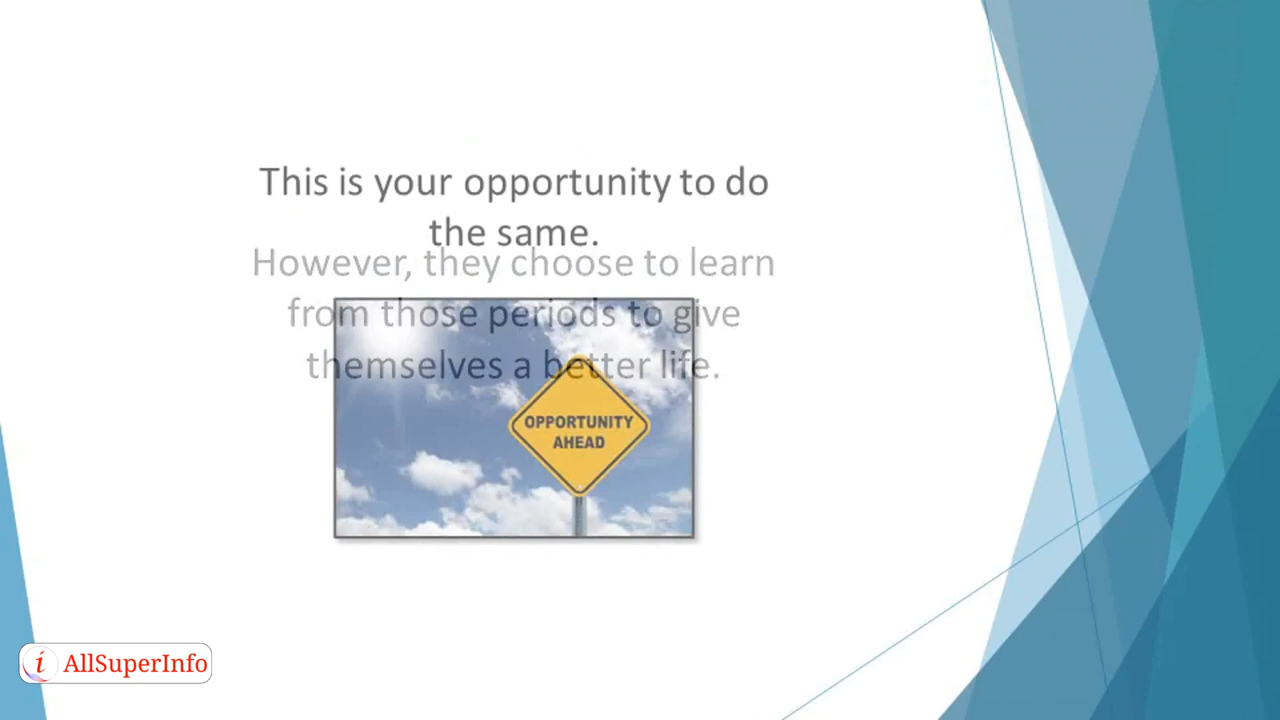 This is your opportunity to do
the same.
However, they choose to learn
from those periods to give
themselves a better life.
OPPORTUNITY
AHEAD
i AllSuperInfo